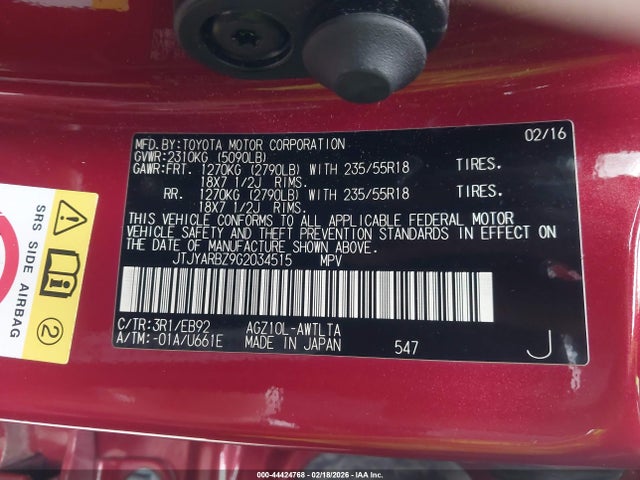 MFD. BY: TOYOTA MOTOR CORPORATION 02/16
GVWR: 2310KG (5090LB)
GAWR: FRT. 1270KG (2790LB) WITH 235/55R18 TIRES.
18X7 1/2J RIMS.
RR. 1270KG (2790LB) WITH 235/55R18 TIRES.
18X7 1/2J RIMS.
THIS VEHICLE CONFORMS TO ALL APPLICABLE FEDERAL MOTOR
VEHICLE SAFETY AND THEFT PREVENTION STANDARDS IN EFFECT ON
THE DATE OF MANUFACTURE SHOWN ABOVE.
JTJYARBZ9G2034515 MPV
C/TR: 3R1/EB92 AGZ10L-AWTLTA
A/TM: -01A/U661E MADE IN JAPAN 547 J
SRS SIDE AIRBAG
2
000-44424768 - 02/18/2026 - IAA Inc.